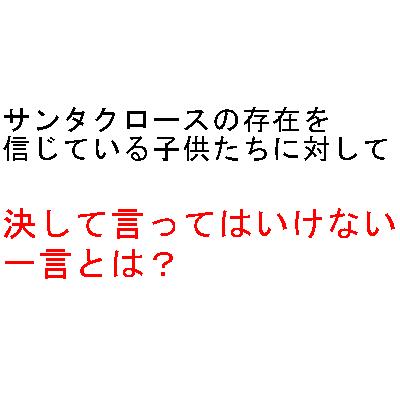 サンタクロースの存在を
信じている子供たちに対して
決して言ってはいけない
一言とは？